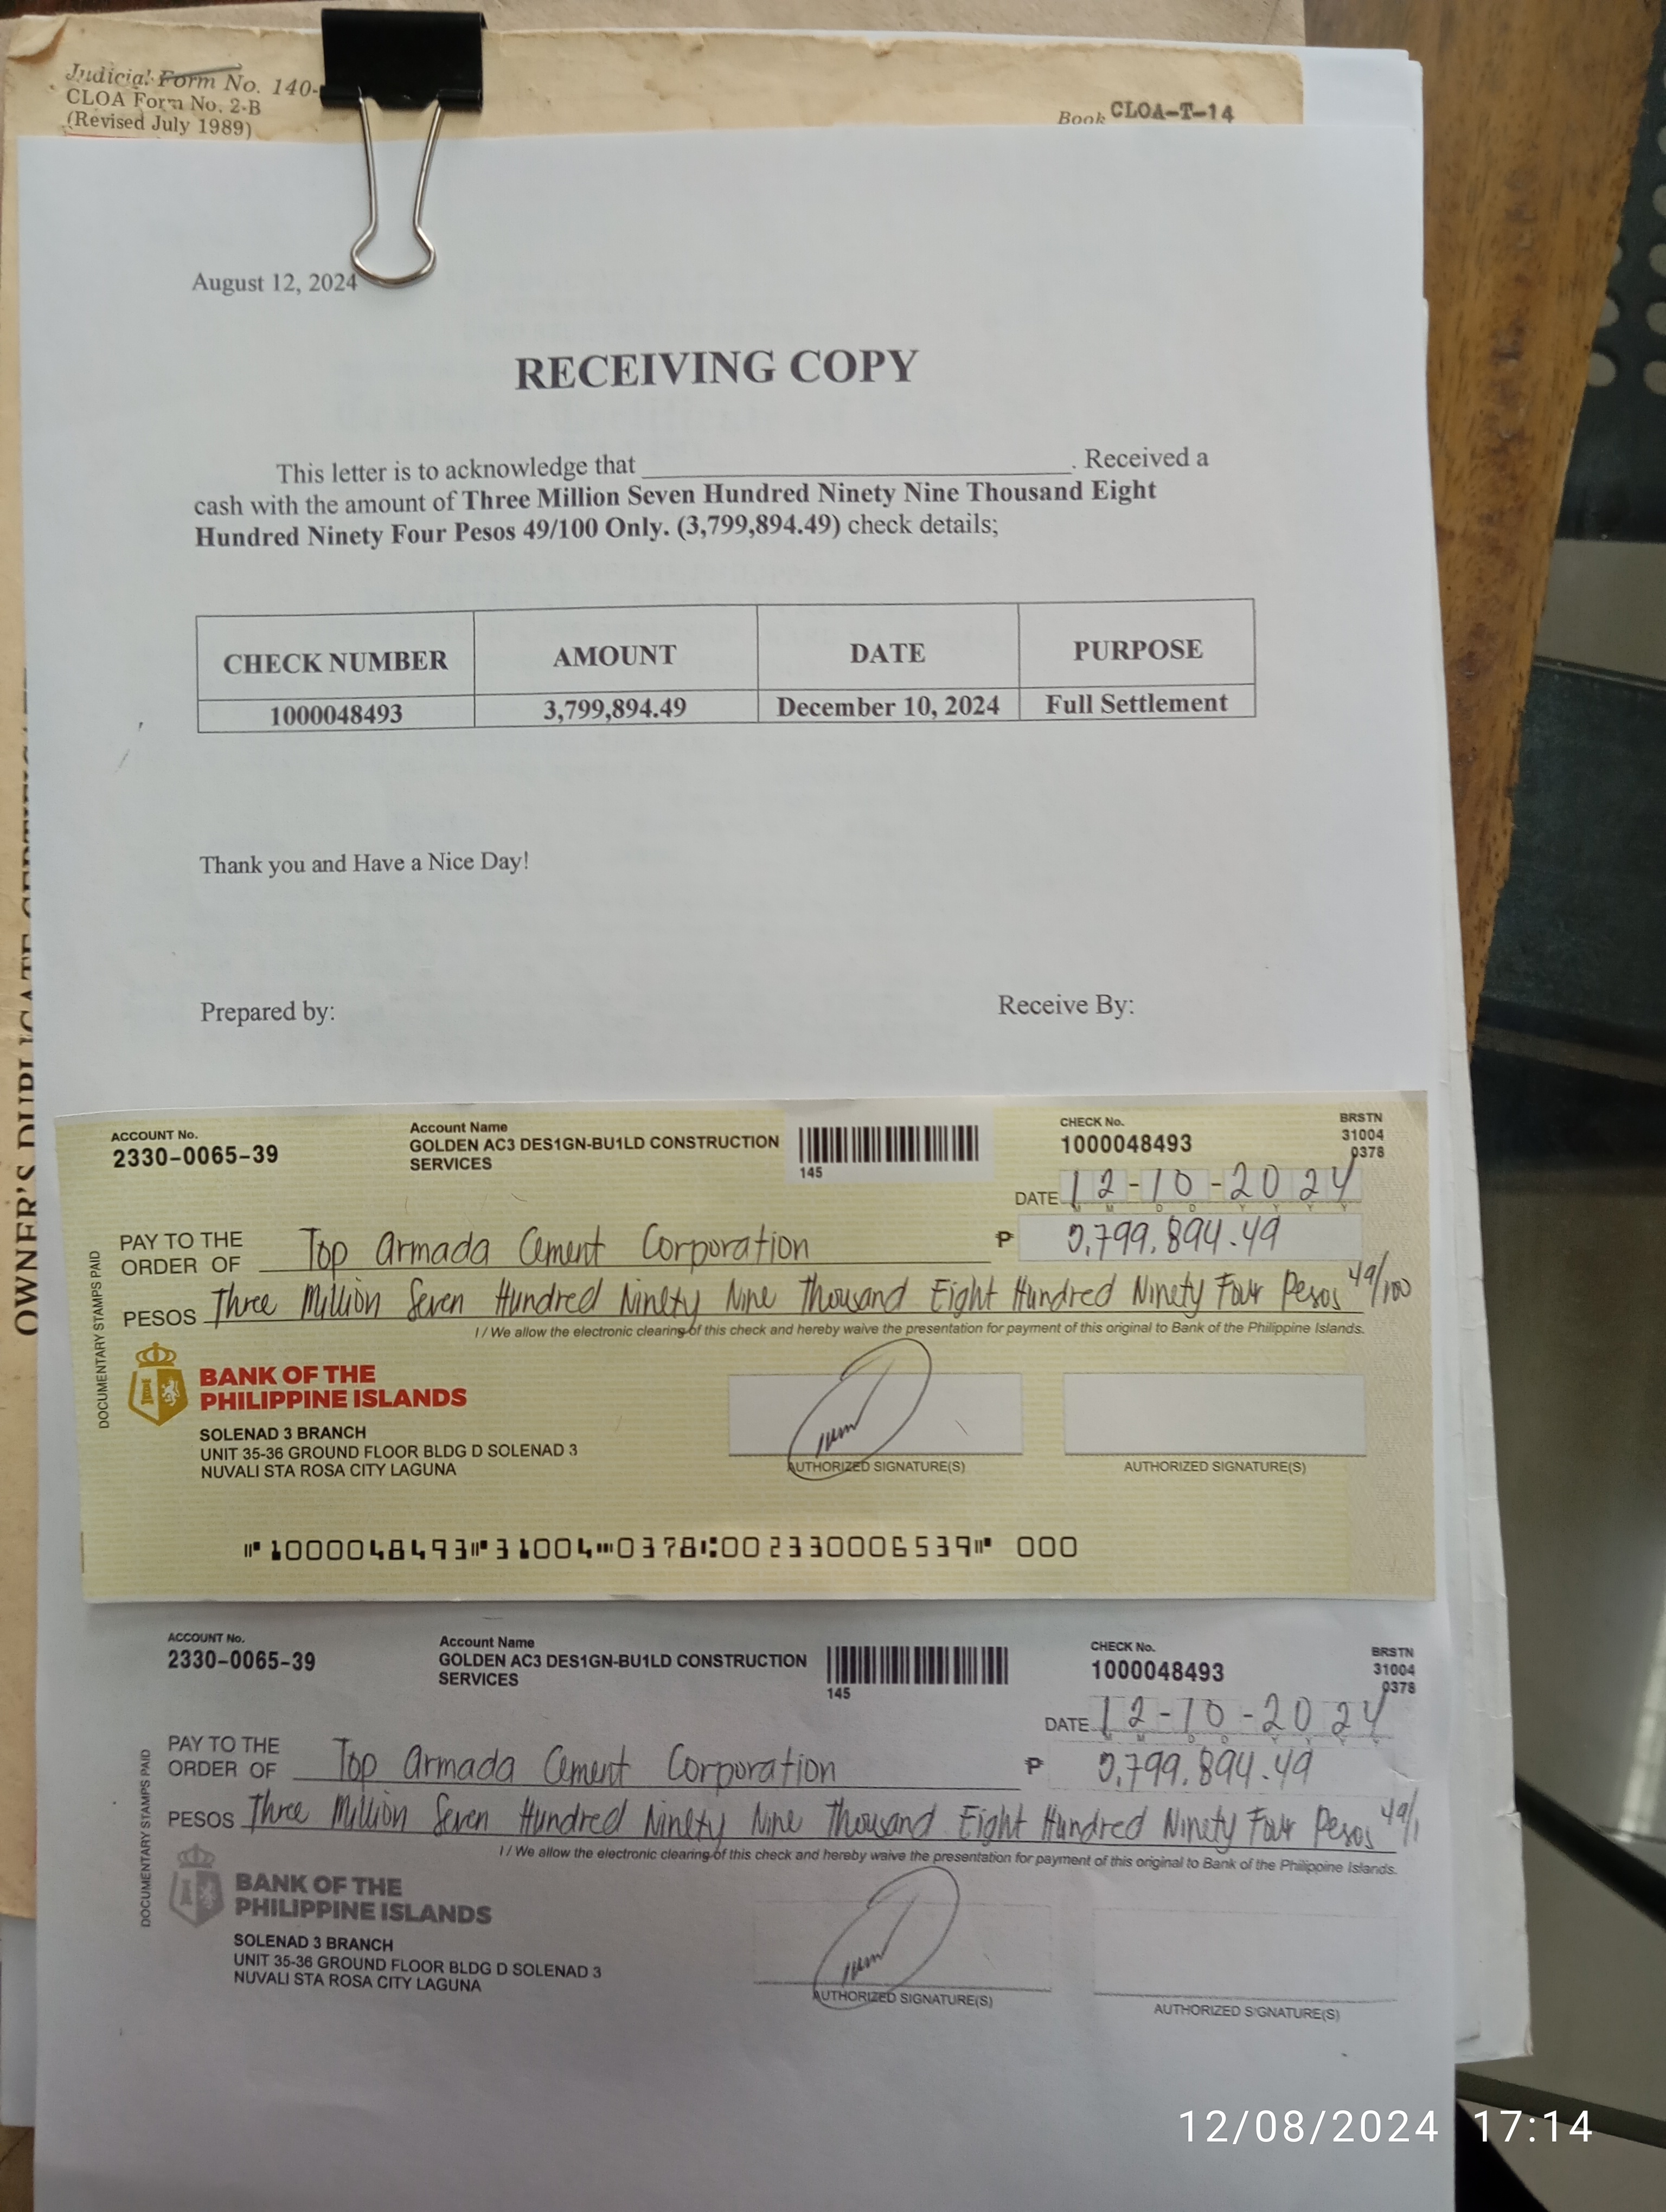 Judicial Form No. 140-
CLOA Form No. 2-B
(Revised July 1989)
Book CLOA-T-14
OWNER'S DUPLICATE
August 12, 2024
RECEIVING COPY
This letter is to acknowledge that ____________________. Received a
cash with the amount of Three Million Seven Hundred Ninety Nine Thousand Eight
Hundred Ninety Four Pesos 49/100 Only. (3,799,894.49) check details;
CHECK NUMBER AMOUNT DATE PURPOSE
1000048493 3,799,894.49 December 10, 2024 Full Settlement
Thank you and Have a Nice Day!
Prepared by: Receive By:
ACCOUNT No.
2330-0065-39
Account Name
GOLDEN AC3 DES1GN-BU1LD CONSTRUCTION
SERVICES
145
CHECK No.
1000048493
BRSTN
31004
0378
DATE 12-10-2024
M M D D Y Y Y Y
PAY TO THE
ORDER OF Top Armada Cement Corporation ₱ 3,799,894.49
PESOS Three Million Seven Hundred Ninety Nine Thousand Eight Hundred Ninety Four Pesos 49/100
I / We allow the electronic clearing of this check and hereby waive the presentation for payment of this original to Bank of the Philippine Islands.
DOCUMENTARY STAMPS PAID
BANK OF THE
PHILIPPINE ISLANDS
SOLENAD 3 BRANCH
UNIT 35-36 GROUND FLOOR BLDG D SOLENAD 3
NUVALI STA ROSA CITY LAGUNA
AUTHORIZED SIGNATURE(S) AUTHORIZED SIGNATURE(S)
⑈1000048493⑈31004⑉0378⑆002330006539⑈ 000
ACCOUNT No.
2330-0065-39
Account Name
GOLDEN AC3 DES1GN-BU1LD CONSTRUCTION
SERVICES
145
CHECK No.
1000048493
BRSTN
31004
0378
DATE 12-10-2024
PAY TO THE
ORDER OF Top Armada Cement Corporation ₱ 3,799,894.49
PESOS Three Million Seven Hundred Ninety Nine Thousand Eight Hundred Ninety Four Pesos 49/1
I / We allow the electronic clearing of this check and hereby waive the presentation for payment of this original to Bank of the Philippine Islands.
DOCUMENTARY STAMPS PAID
BANK OF THE
PHILIPPINE ISLANDS
SOLENAD 3 BRANCH
UNIT 35-36 GROUND FLOOR BLDG D SOLENAD 3
NUVALI STA ROSA CITY LAGUNA
AUTHORIZED SIGNATURE(S) AUTHORIZED SIGNATURE(S)
12/08/2024 17:14